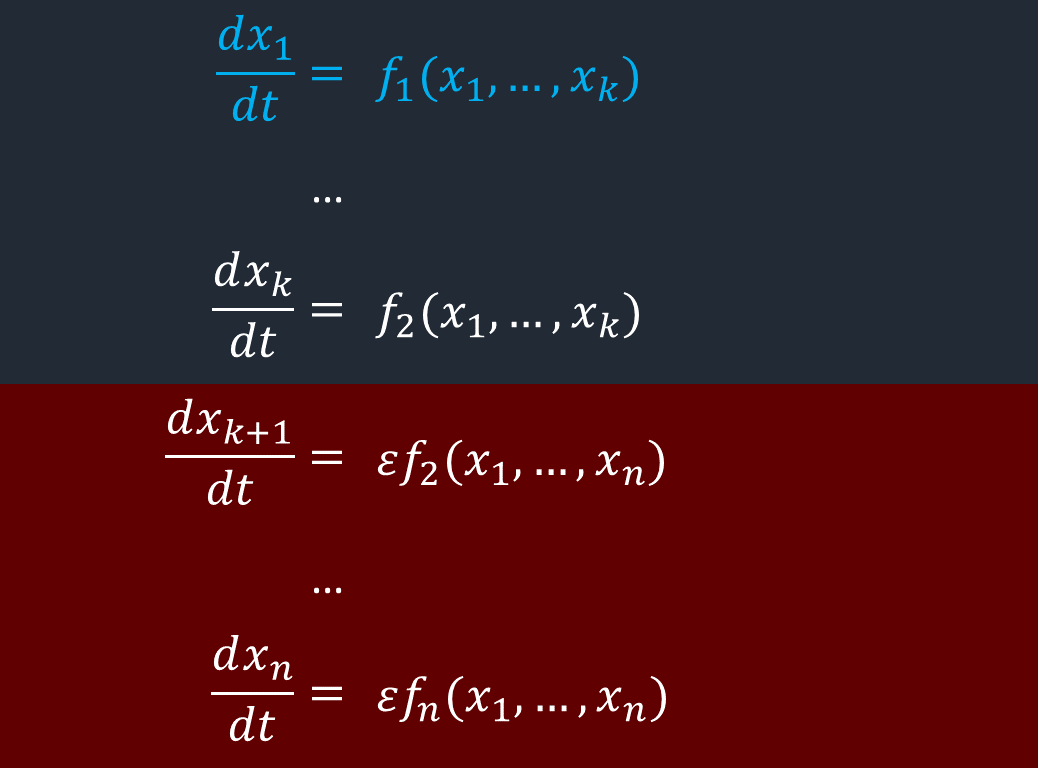 dx₁/dt = f₁(x₁, … , xₖ)
…
dxₖ/dt = f₂(x₁, … , xₖ)
dxₖ₊₁/dt = εf₂(x₁, … , xₙ)
…
dxₙ/dt = εfₙ(x₁, … , xₙ)